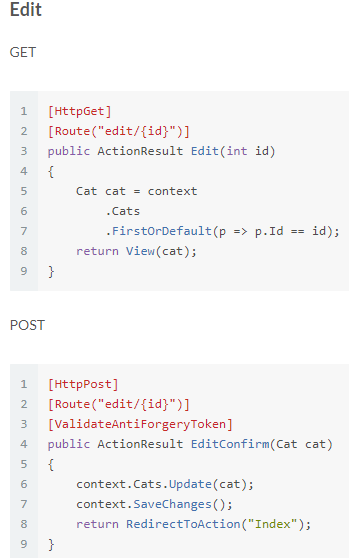 Edit
GET
1 [HttpGet]
2 [Route("edit/{id}")]
3 public ActionResult Edit(int id)
4 {
5     Cat cat = context
6         .Cats
7         .FirstOrDefault(p => p.Id == id);
8     return View(cat);
9 }
POST
1 [HttpPost]
2 [Route("edit/{id}")]
3 [ValidateAntiForgeryToken]
4 public ActionResult EditConfirm(Cat cat)
5 {
6     context.Cats.Update(cat);
7     context.SaveChanges();
8     return RedirectToAction("Index");
9 }